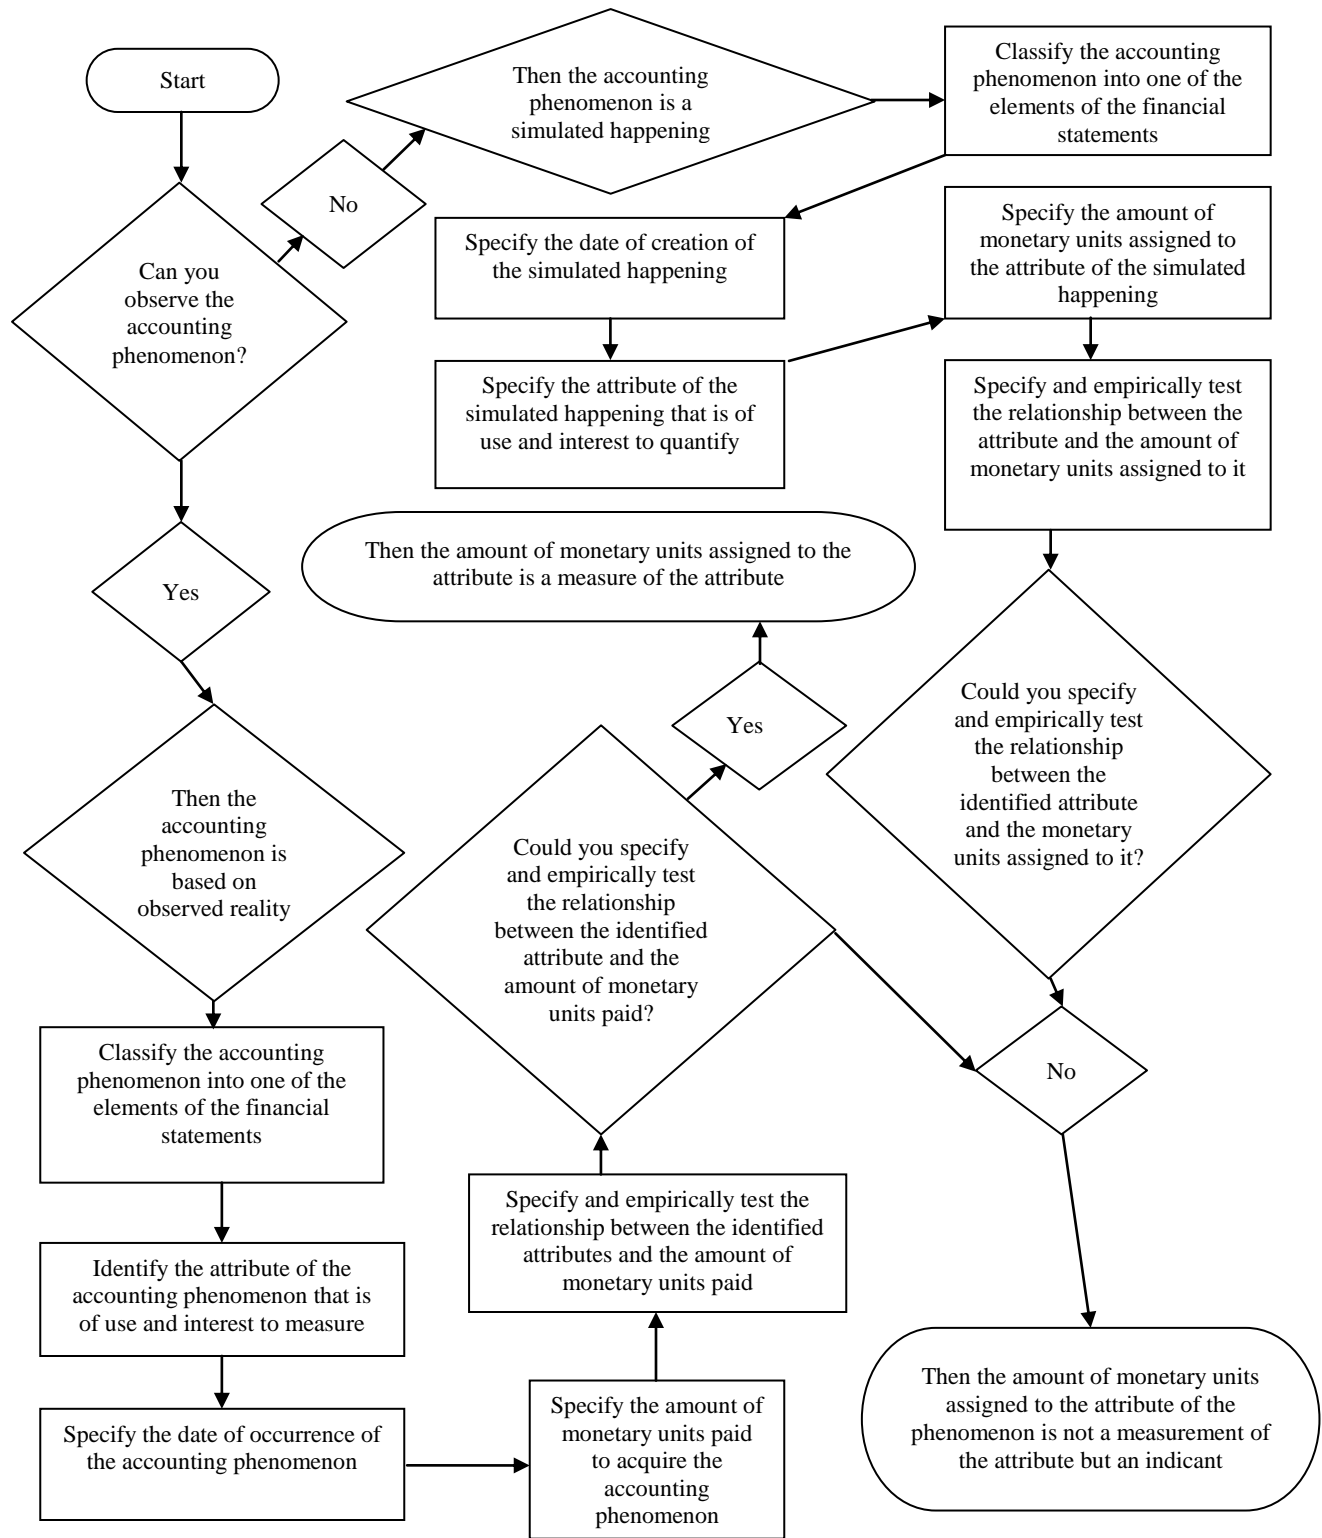 Start
Can you
observe the
accounting
phenomenon?
No
Then the accounting
phenomenon is a
simulated happening
Classify the accounting
phenomenon into one of the
elements of the financial
statements
Specify the date of creation of
the simulated happening
Specify the attribute of the
simulated happening that is of
use and interest to quantify
Specify the amount of
monetary units assigned to
the attribute of the simulated
happening
Specify and empirically test
the relationship between the
attribute and the amount of
monetary units assigned to it
Could you specify
and empirically test
the relationship
between the
identified attribute
and the monetary
units assigned to it?
Yes
Then the
accounting
phenomenon is
based on
observed reality
Classify the accounting
phenomenon into one of the
elements of the financial
statements
Identify the attribute of the
accounting phenomenon that is
of use and interest to measure
Specify the date of occurrence of
the accounting phenomenon
Specify the amount of
monetary units paid
to acquire the
accounting
phenomenon
Specify and empirically test the
relationship between the identified
attributes and the amount of
monetary units paid
Could you specify
and empirically test
the relationship
between the identified
attribute and the
amount of monetary
units paid?
Yes
Then the amount of monetary units assigned to the
attribute is a measure of the attribute
No
Then the amount of monetary units
assigned to the attribute of the
phenomenon is not a measurement of
the attribute but an indicant